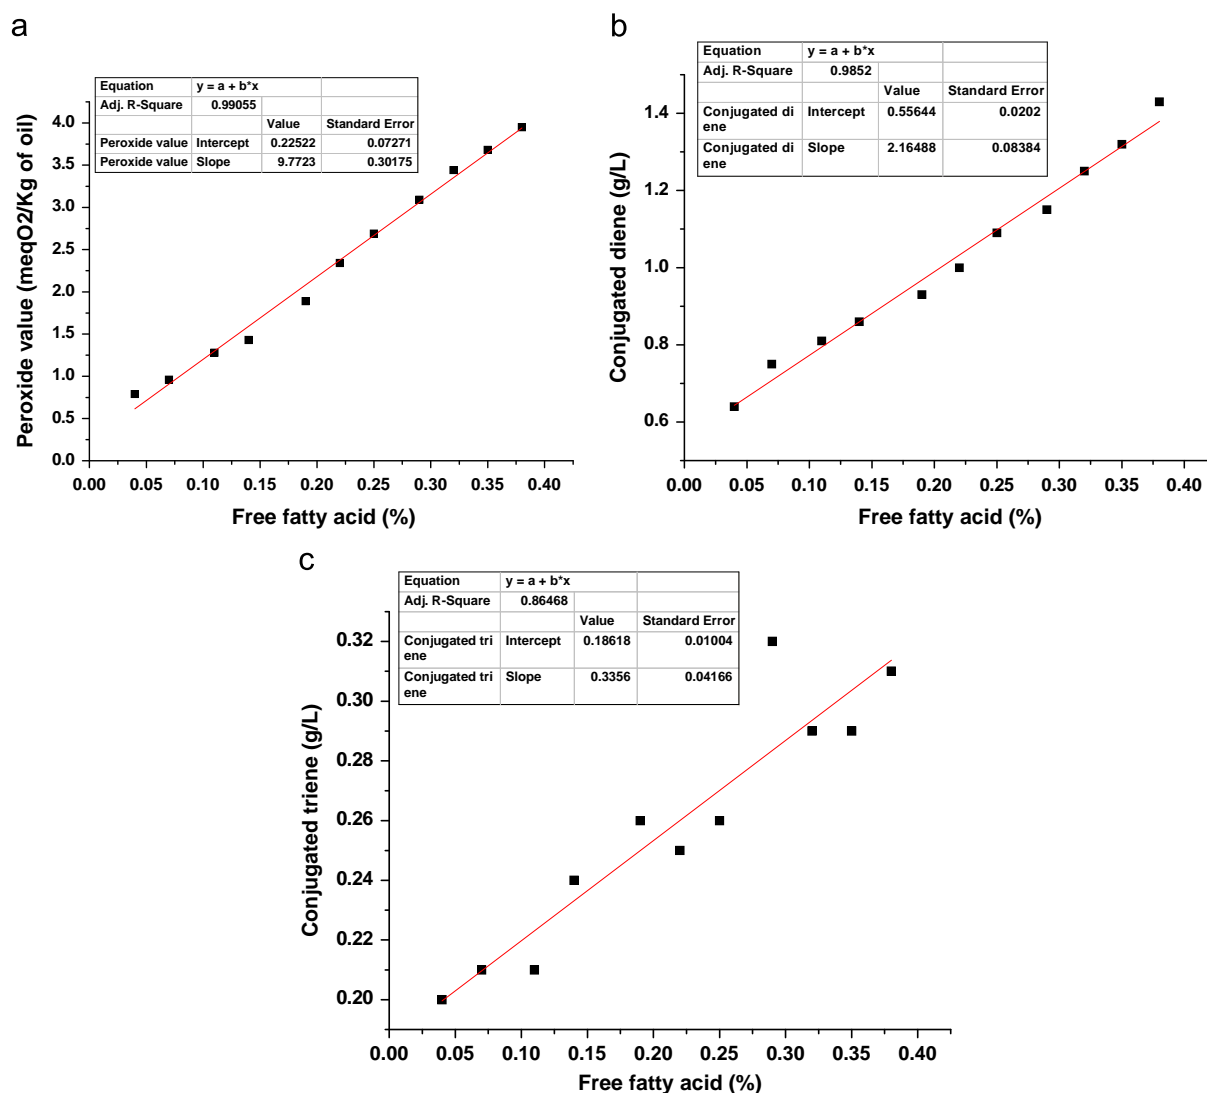 a
Equation y = a + b*x
Adj. R-Square 0.99055
Value Standard Error
Peroxide value Intercept 0.22522 0.07271
Peroxide value Slope 9.7723 0.30175
4.0
3.5
3.0
2.5
2.0
1.5
1.0
0.5
0.0
Peroxide value (meqO2/Kg of oil)
0.00 0.05 0.10 0.15 0.20 0.25 0.30 0.35 0.40
Free fatty acid (%)
b
Equation y = a + b*x
Adj. R-Square 0.9852
Value Standard Error
Conjugated di Intercept 0.55644 0.0202
ene
Conjugated di Slope 2.16488 0.08384
ene
1.4
1.2
1.0
0.8
0.6
Conjugated diene (g/L)
0.00 0.05 0.10 0.15 0.20 0.25 0.30 0.35 0.40
Free fatty acid (%)
c
Equation y = a + b*x
Adj. R-Square 0.86468
Value Standard Error
Conjugated tri Intercept 0.18618 0.01004
ene
Conjugated tri Slope 0.3356 0.04166
ene
0.32
0.30
0.28
0.26
0.24
0.22
0.20
Conjugated triene (g/L)
0.00 0.05 0.10 0.15 0.20 0.25 0.30 0.35 0.40
Free fatty acid (%)